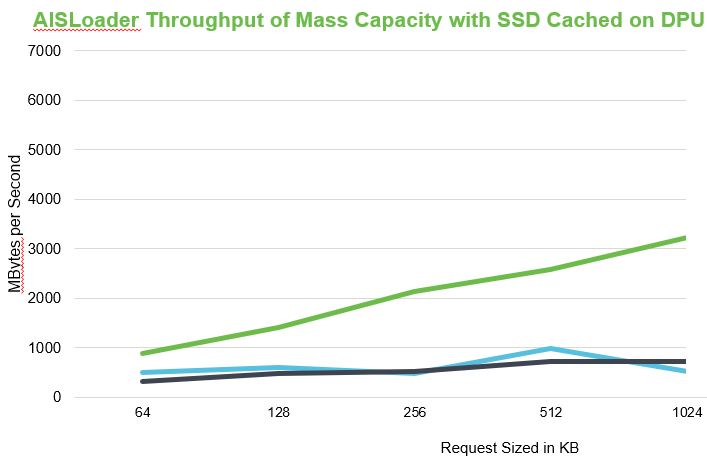 AISLoader Throughput of Mass Capacity with SSD Cached on DPU
7000
6000
5000
4000
3000
2000
1000
0
MBytes per Second
64 128 256 512 1024
Request Sized in KB